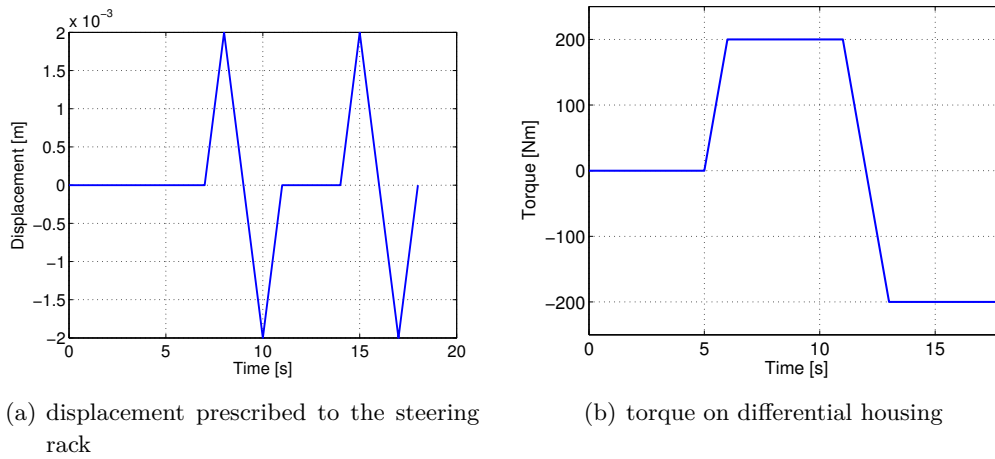 x 10⁻³
2
1.5
1
0.5
0
−0.5
−1
−1.5
−2
Displacement [m]
0 5 10 15 20
Time [s]
(a) displacement prescribed to the steering
rack
200
100
0
−100
−200
Torque [Nm]
0 5 10 15
Time [s]
(b) torque on differential housing